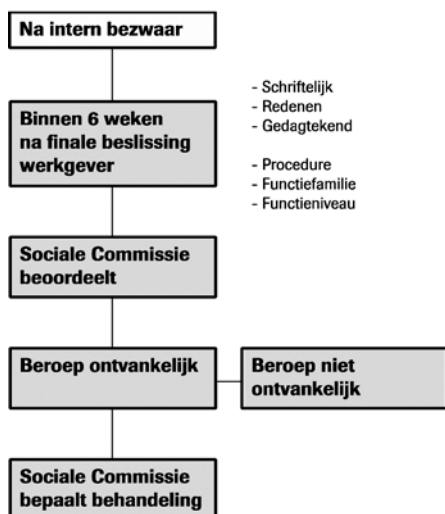 Na intern bezwaar
Binnen 6 weken
na finale beslissing
werkgever
- Schriftelijk
- Redenen
- Gedagtekend
- Procedure
- Functiefamilie
- Functieniveau
Sociale Commissie
beoordeelt
Beroep ontvankelijk
Beroep niet
ontvankelijk
Sociale Commissie
bepaalt behandeling